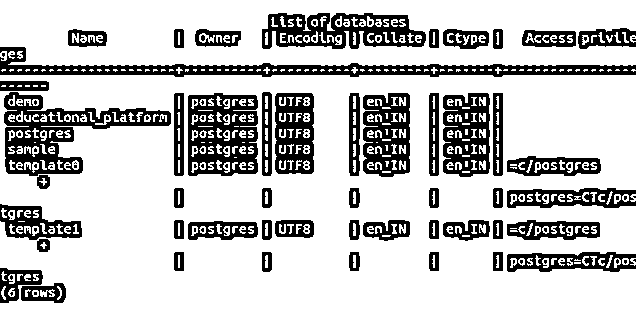 List of databases
Name | Owner | Encoding | Collate | Ctype | Access privile
ges
---------------------+----------+----------+---------+-------+----------------
------
demo | postgres | UTF8 | en_IN | en_IN |
educational_platform | postgres | UTF8 | en_IN | en_IN |
postgres | postgres | UTF8 | en_IN | en_IN |
sample | postgres | UTF8 | en_IN | en_IN |
template0 | postgres | UTF8 | en_IN | en_IN | =c/postgres
+
| | | | | postgres=CTc/pos
tgres
template1 | postgres | UTF8 | en_IN | en_IN | =c/postgres
+
| | | | | postgres=CTc/pos
tgres
(6 rows)